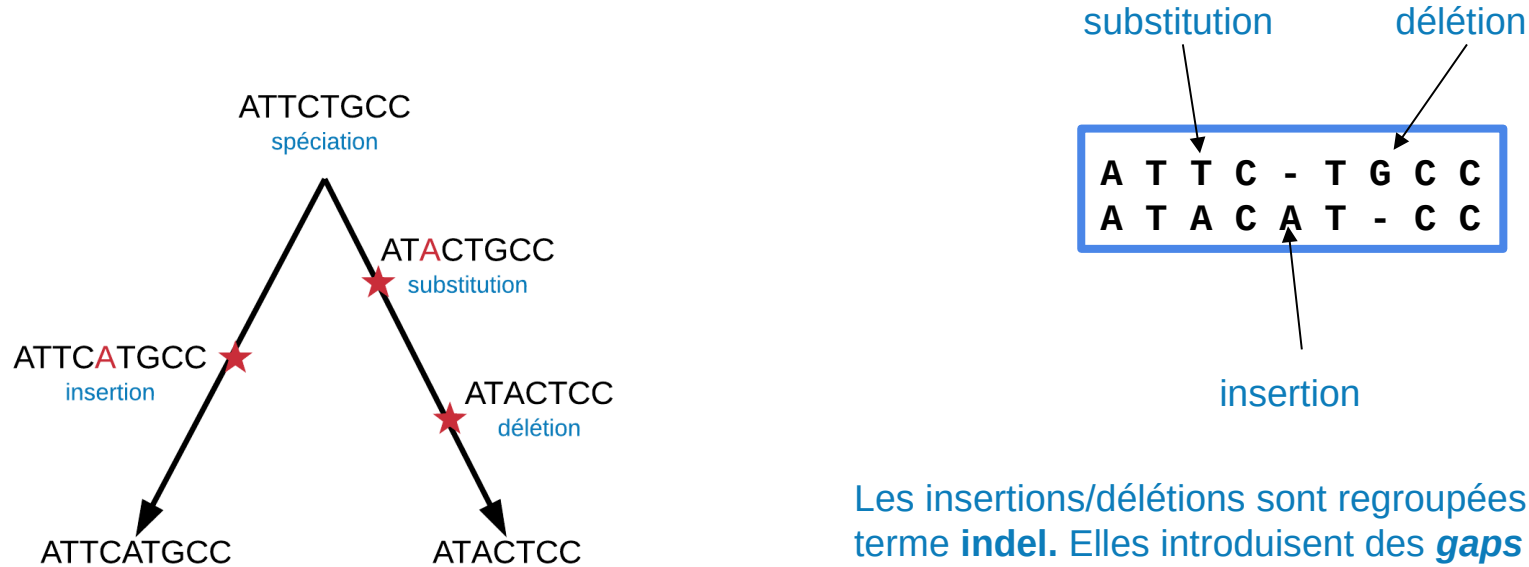 substitution
délétion
ATTCTGCC
spéciation
A T T C - T G C C
A T A C A T - C C
ATACTGCC
substitution
ATTCATGCC
insertion
ATACTCC
délétion
insertion
ATTCATGCC
ATACTCC
Les insertions/délétions sont regroupées
terme indel. Elles introduisent des gaps